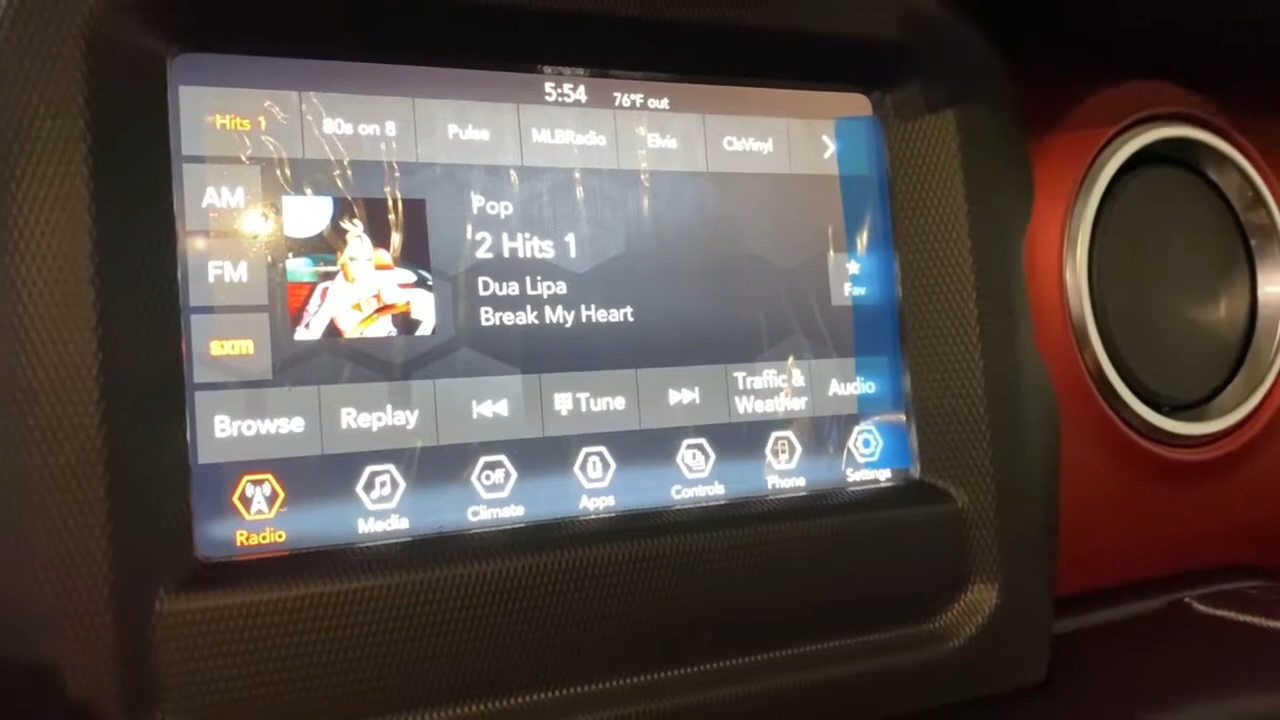 5:54 76°F out
Hits 1 80s on 8 Pulse MLBRadio Elvis ClsVinyl
AM
FM
sxm
Pop
2 Hits 1
Dua Lipa
Break My Heart
Fav
Browse Replay Tune Traffic & Weather Audio
Radio Media Off Climate Apps Controls Phone Settings